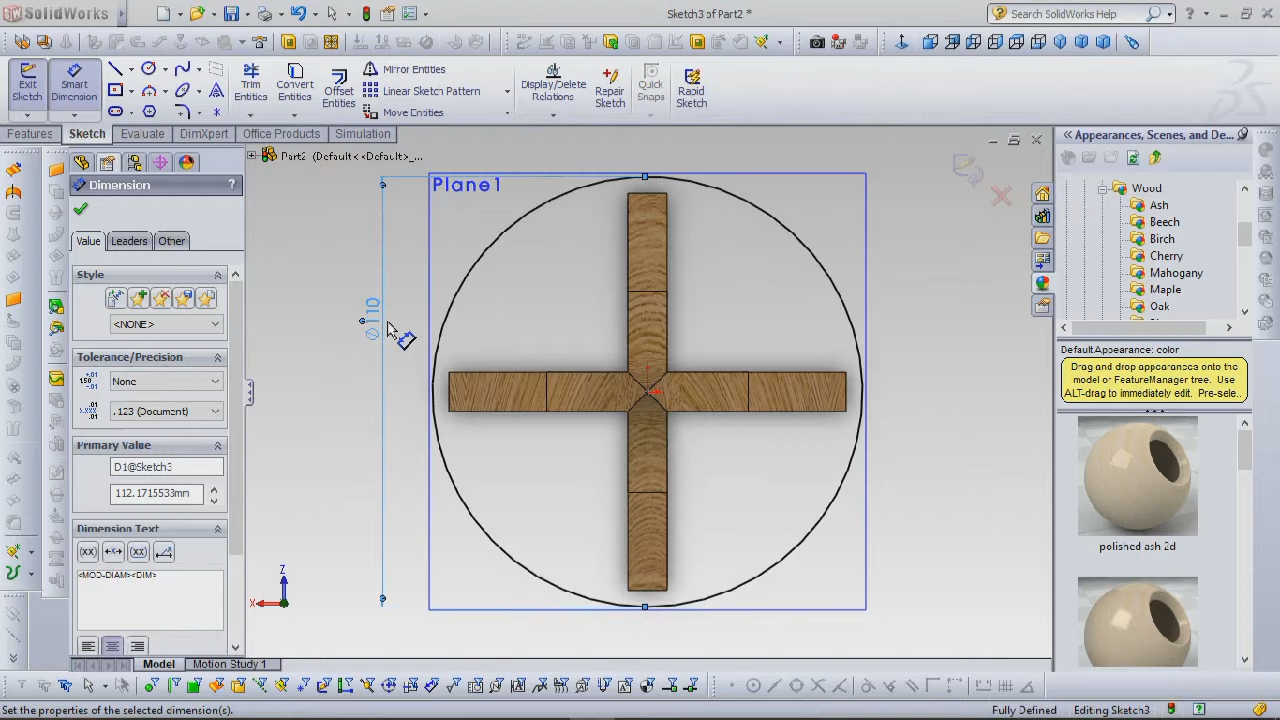 SolidWorks
Sketch3 of Part2 *
Search SolidWorks Help
Exit Sketch
Smart Dimension
Trim Entities
Convert Entities
Offset Entities
Mirror Entities
Linear Sketch Pattern
Move Entities
Display/Delete Relations
Repair Sketch
Quick Snaps
Rapid Sketch
Features
Sketch
Evaluate
DimXpert
Office Products
Simulation
Appearances, Scenes, and De...
Part2 (Default<<Default>_...
Dimension
?
Plane1
Wood
Ash
Beech
Birch
Cherry
Mahogany
Maple
Oak
Value
Leaders
Other
Style
<NONE>
Tolerance/Precision
None
.123 (Document)
Primary Value
D1@Sketch3
112.1715533mm
Dimension Text
<MOD-DIAM><DIM>
∅110
Z
X
Default Appearance: color
Drag and drop appearances onto the
model or FeatureManager tree. Use
ALT-drag to immediately edit. Pre-sele..
polished ash 2d
Model
Motion Study 1
Set the properties of the selected dimension(s).
Fully Defined
Editing Sketch3